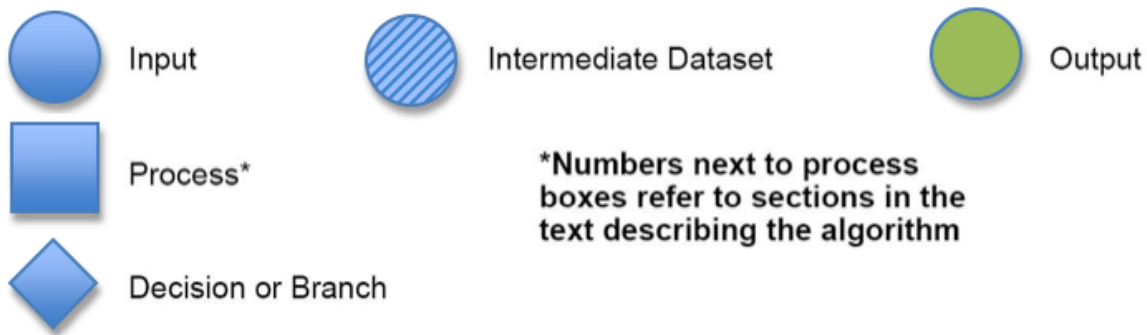 Input
Intermediate Dataset
Output
Process*
*Numbers next to process
boxes refer to sections in the
text describing the algorithm
Decision or Branch